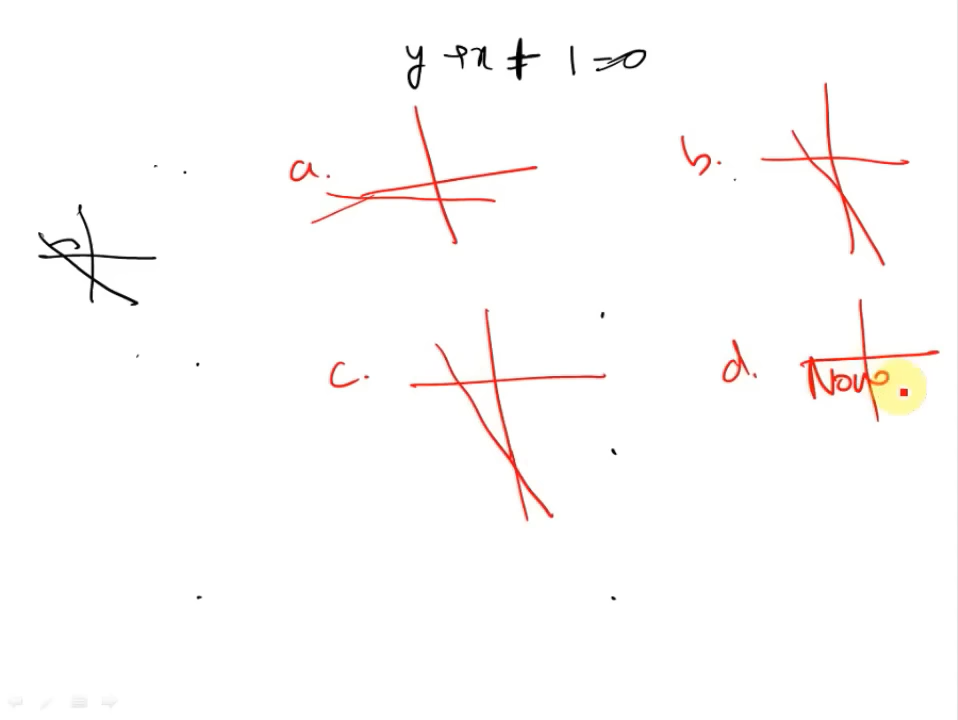 y + x + 1 = 0
a.
b.
c.
d. None